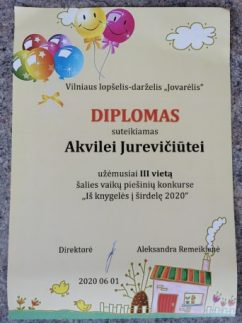 Vilniaus lopšelis-darželis „Jovarėlis”
DIPLOMAS
suteikiamas
Akvilei Jurevičiūtei
užėmusiai III vietą
šalies vaikų piešinių konkurse
„Iš knygelės į širdelę 2020”
Direktorė Aleksandra Remeikienė
2020 06 01